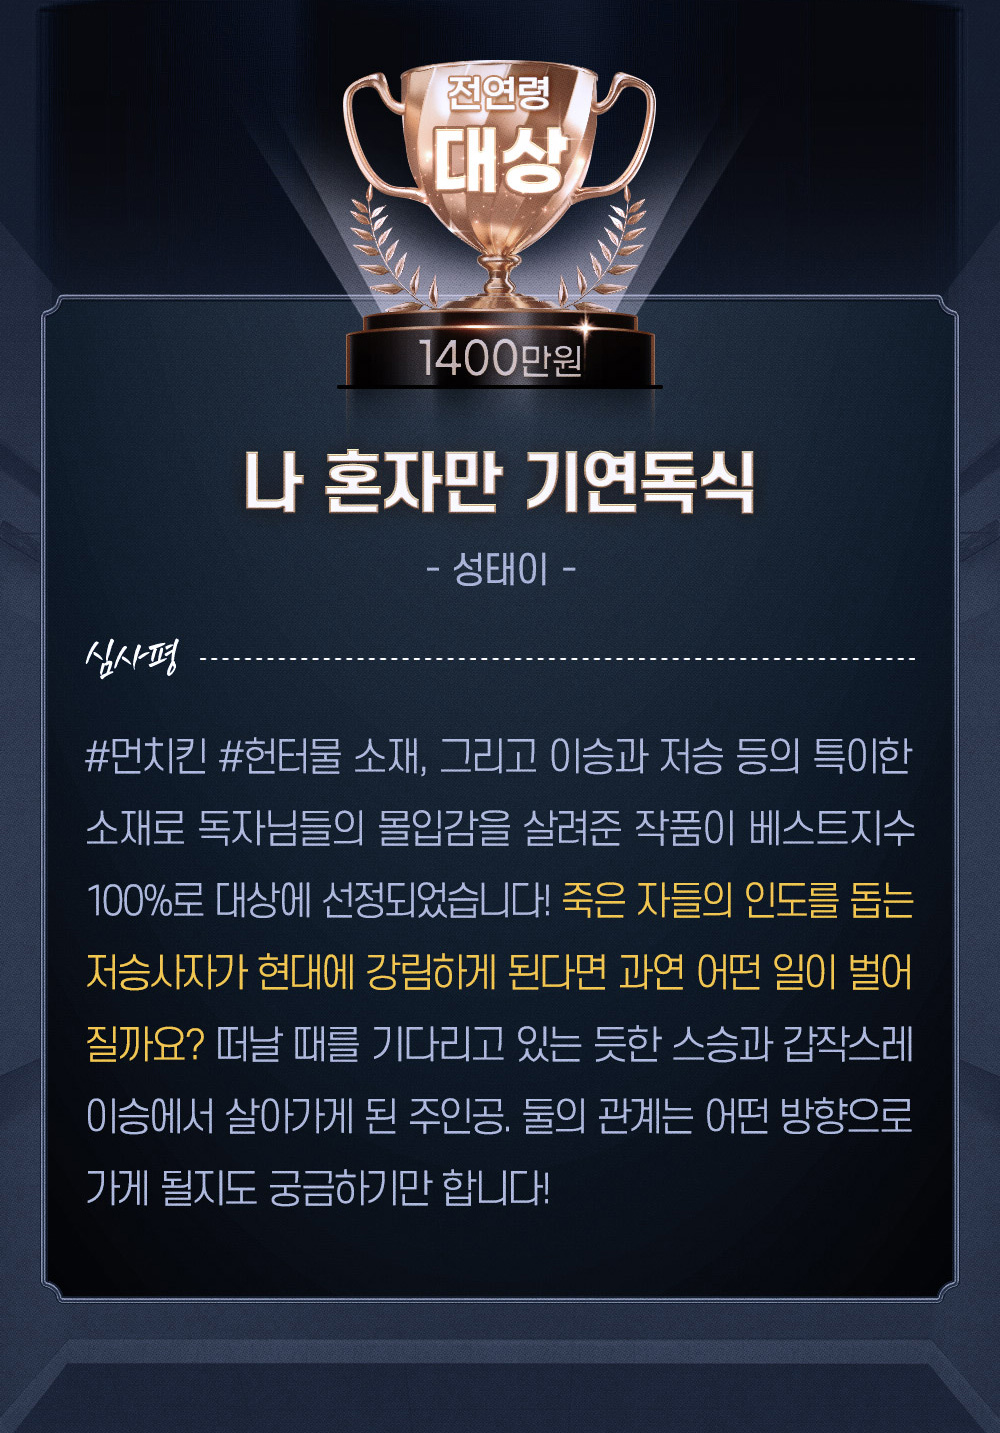 전연령
대상
1400만원
나 혼자만 기연독식
- 성태이 -
심사평
#먼치킨 #헌터물 소재, 그리고 이승과 저승 등의 특이한
소재로 독자님들의 몰입감을 살려준 작품이 베스트지수
100%로 대상에 선정되었습니다! 죽은 자들의 인도를 돕는
저승사자가 현대에 강림하게 된다면 과연 어떤 일이 벌어
질까요? 떠날 때를 기다리고 있는 듯한 스승과 갑작스레
이승에서 살아가게 된 주인공. 둘의 관계는 어떤 방향으로
가게 될지도 궁금하기만 합니다!